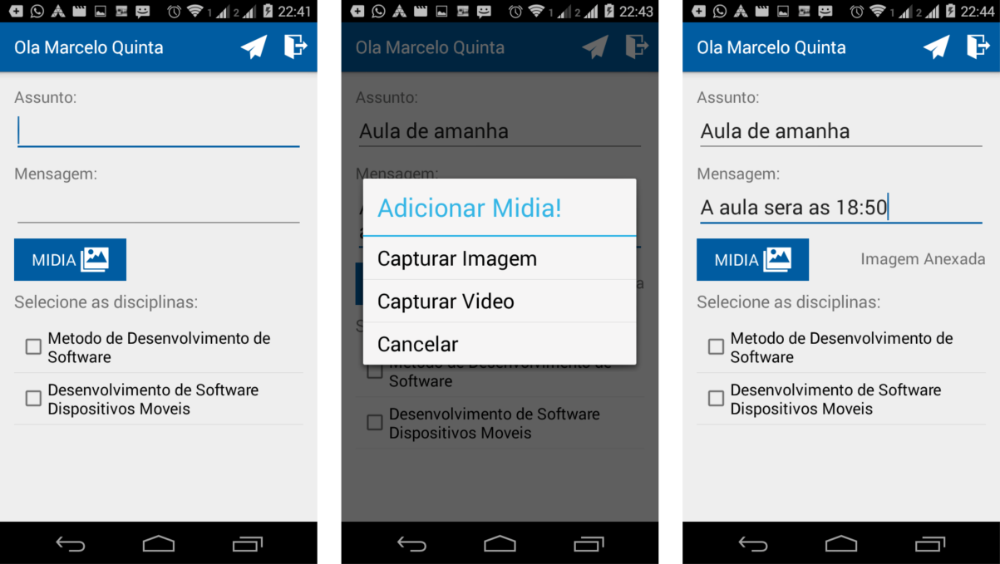 1 2 22:41
Ola Marcelo Quinta
Assunto:
Mensagem:
MIDIA
Selecione as disciplinas:
Metodo de Desenvolvimento de
Software
Desenvolvimento de Software
Dispositivos Moveis
1 2 22:43
Ola Marcelo Quinta
Assunto:
Aula de amanha
Mensagem:
Adicionar Midia!
Capturar Imagem
Capturar Video
Cancelar
Metodo de Desenvolvimento de
Software
Desenvolvimento de Software
Dispositivos Moveis
1 2 22:44
Ola Marcelo Quinta
Assunto:
Aula de amanha
Mensagem:
A aula sera as 18:50
MIDIA
Imagem Anexada
Selecione as disciplinas:
Metodo de Desenvolvimento de
Software
Desenvolvimento de Software
Dispositivos Moveis